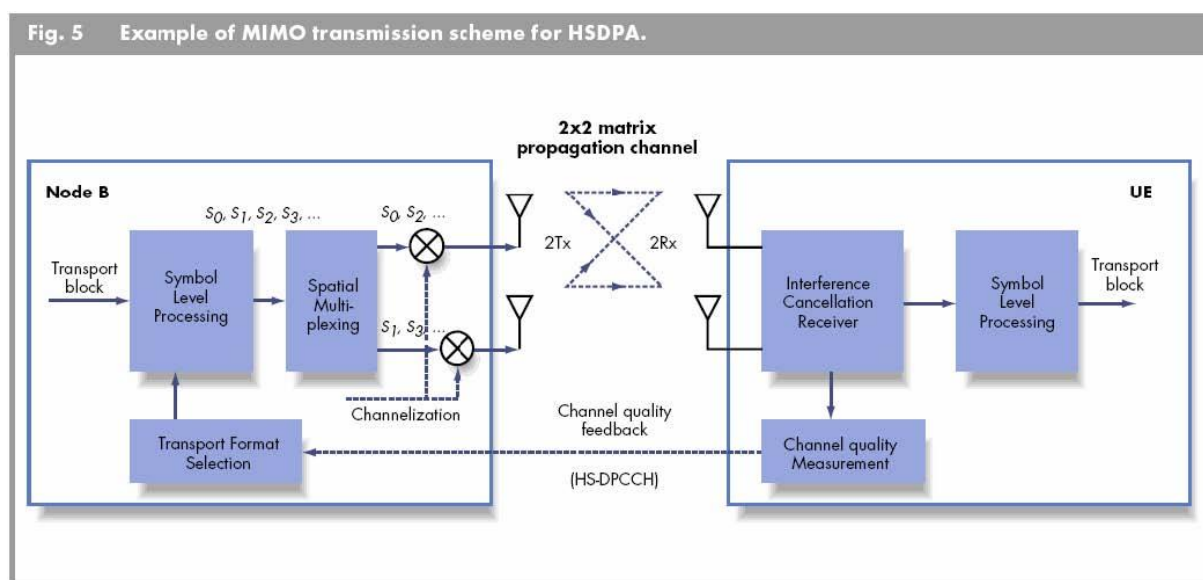 Fig. 5 Example of MIMO transmission scheme for HSDPA.
2x2 matrix
propagation channel
Node B
UE
S0, S1, S2, S3, ...
S0, S2, ...
2Tx
2Rx
Transport
block
Symbol
Level
Processing
Spatial
Multi-
plexing
S1, S3, ...
Interference
Cancellation
Receiver
Symbol
Level
Processing
Transport
block
Channelization
Channel quality
feedback
Transport Format
Selection
Channel quality
Measurement
(HS-DPCCH)